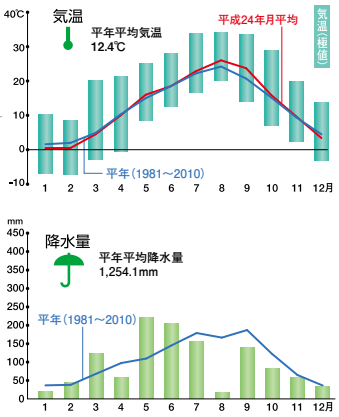 40℃
30
20
10
0
-10
気温
平年平均気温
12.4℃
平成24年月平均
気温(極値)
平年(1981～2010)
1 2 3 4 5 6 7 8 9 10 11 12月
mm
450
400
350
300
250
200
150
100
50
0
降水量
平年平均降水量
1,254.1mm
平年(1981～2010)
1 2 3 4 5 6 7 8 9 10 11 12月